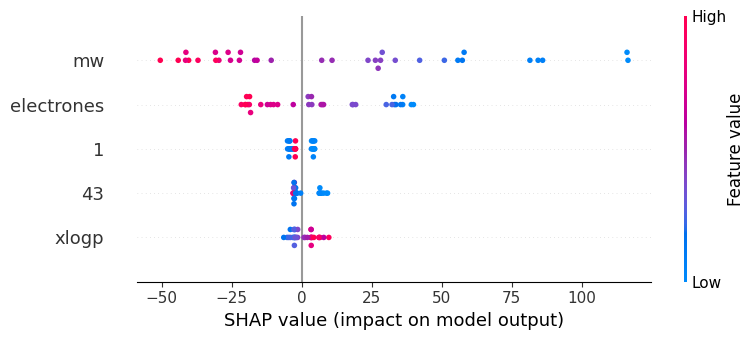 High
mw
electrones
1
43
xlogp
Feature value
Low
−50 −25 0 25 50 75 100
SHAP value (impact on model output)